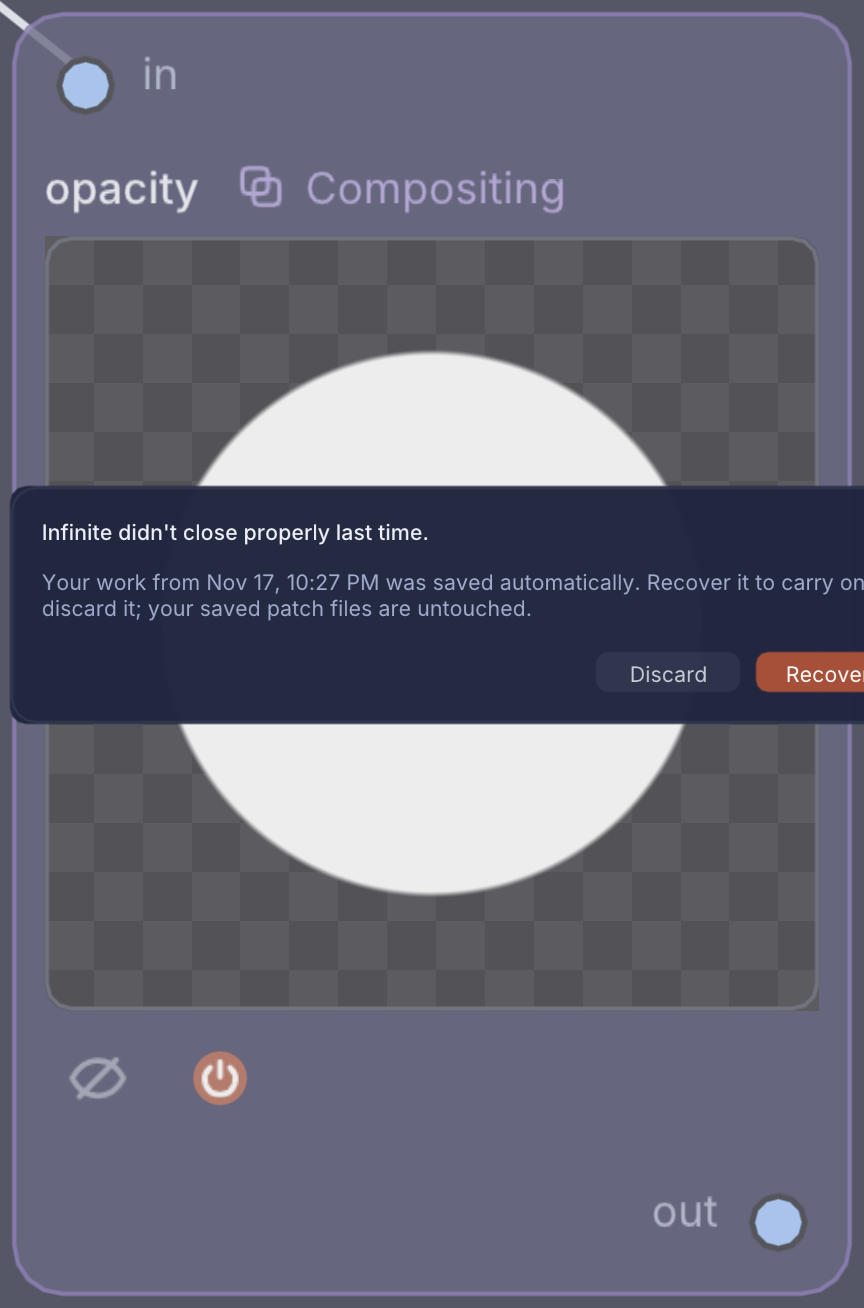 in
opacity Compositing
Infinite didn't close properly last time.
Your work from Nov 17, 10:27 PM was saved automatically. Recover it to carry on
discard it; your saved patch files are untouched.
Discard Recover
out